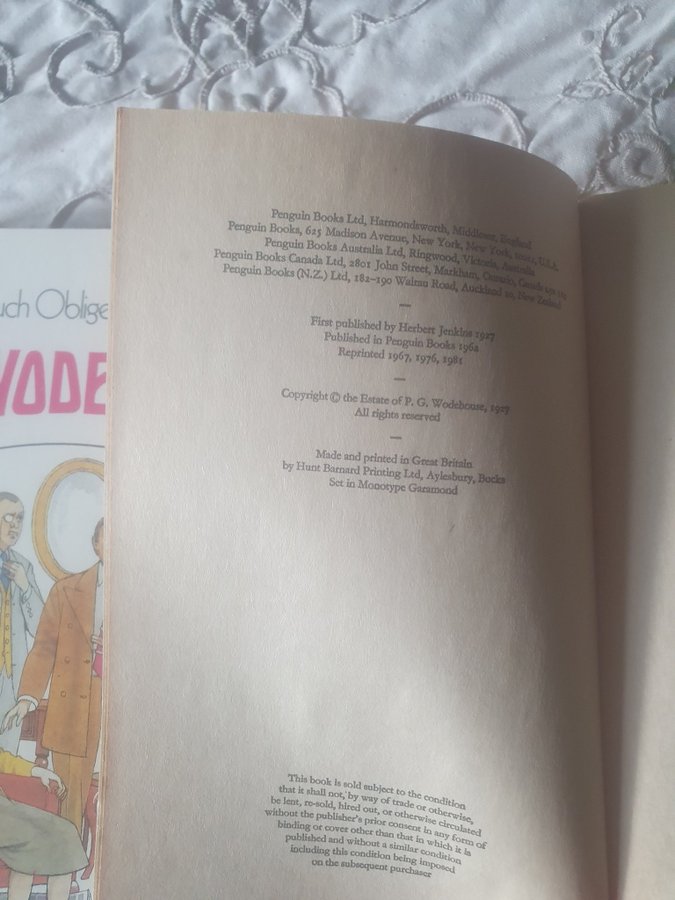 Penguin Books Ltd, Harmondsworth, Middlesex, England
Penguin Books, 625 Madison Avenue, New York, New York 10022, U.S.A.
Penguin Books Australia Ltd, Ringwood, Victoria, Australia
Penguin Books Canada Ltd, 2801 John Street, Markham, Ontario, Canada
Penguin Books (N.Z.) Ltd, 182–190 Wairau Road, Auckland 10, New Zealand
—
First published by Herbert Jenkins 1927
Published in Penguin Books 1962
Reprinted 1967, 1976, 1981
—
Copyright © the Estate of P. G. Wodehouse, 1927
All rights reserved
—
Made and printed in Great Britain
by Hunt Barnard Printing Ltd, Aylesbury, Bucks
Set in Monotype Garamond
This book is sold subject to the condition
that it shall not, by way of trade or otherwise,
be lent, re-sold, hired out, or otherwise circulated
without the publisher's prior consent in any form of
binding or cover other than that in which it is
published and without a similar condition
including this condition being imposed
on the subsequent purchaser
uch Oblige
WODE